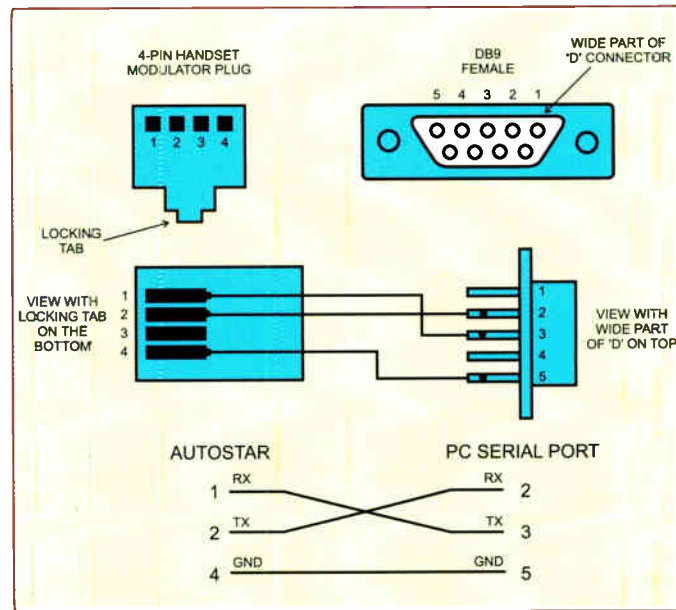 4-PIN HANDSET
MODULATOR PLUG
1 2 3 4
LOCKING
TAB
DB9
FEMALE
WIDE PART OF
'D' CONNECTOR
5 4 3 2 1
VIEW WITH
LOCKING TAB
ON THE
BOTTOM
1
2
3
4
1
2
3
4
5
VIEW WITH
WIDE PART
OF 'D' ON TOP
AUTOSTAR
PC SERIAL PORT
1 RX RX 2
2 TX TX 3
4 GND GND 5